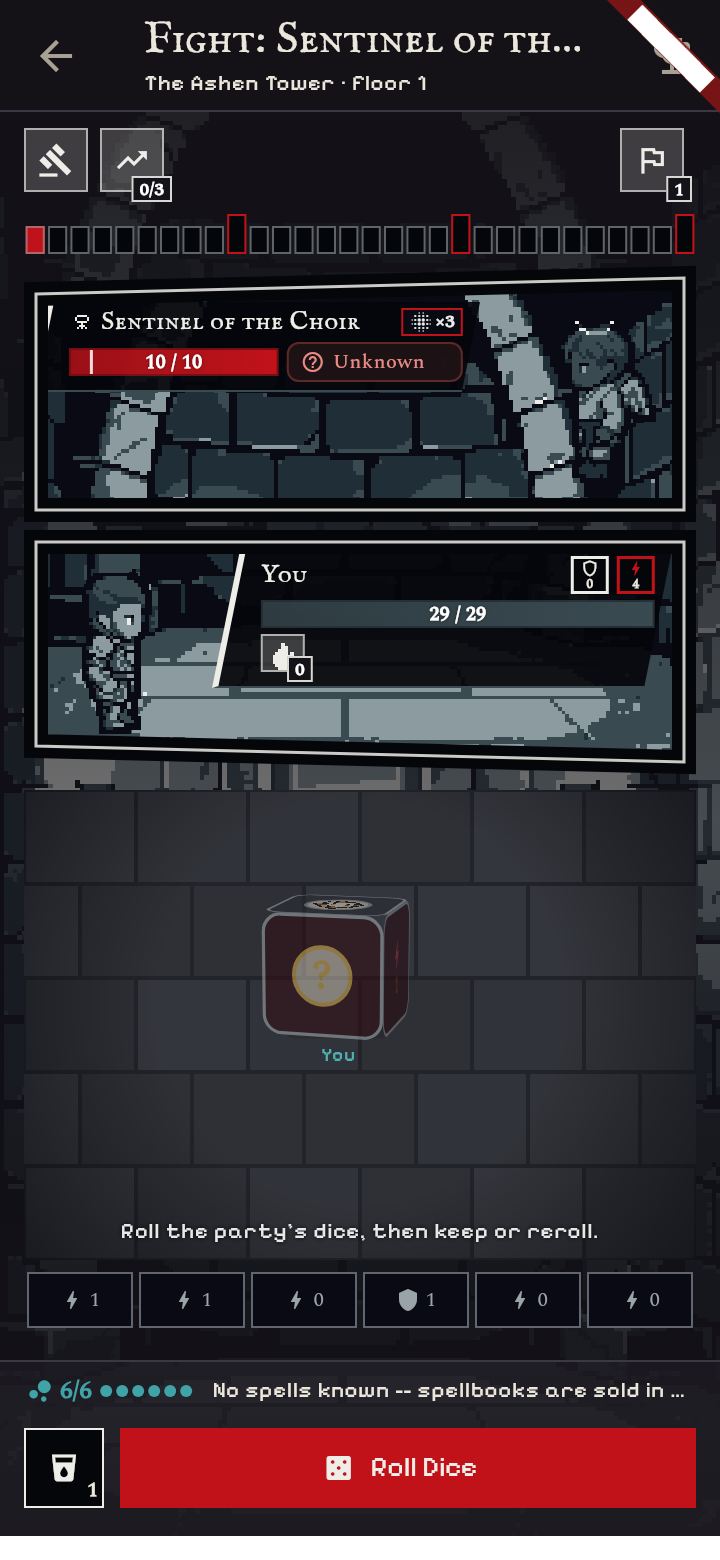 Fight: Sentinel of th...
The Ashen Tower · Floor 1
0/3
1
Sentinel of the Choir
×3
10 / 10
? Unknown
You
0
4
29 / 29
0
?
You
Roll the party's dice, then keep or reroll.
1
1
0
1
0
0
6/6
No spells known -- spellbooks are sold in ...
1
Roll Dice